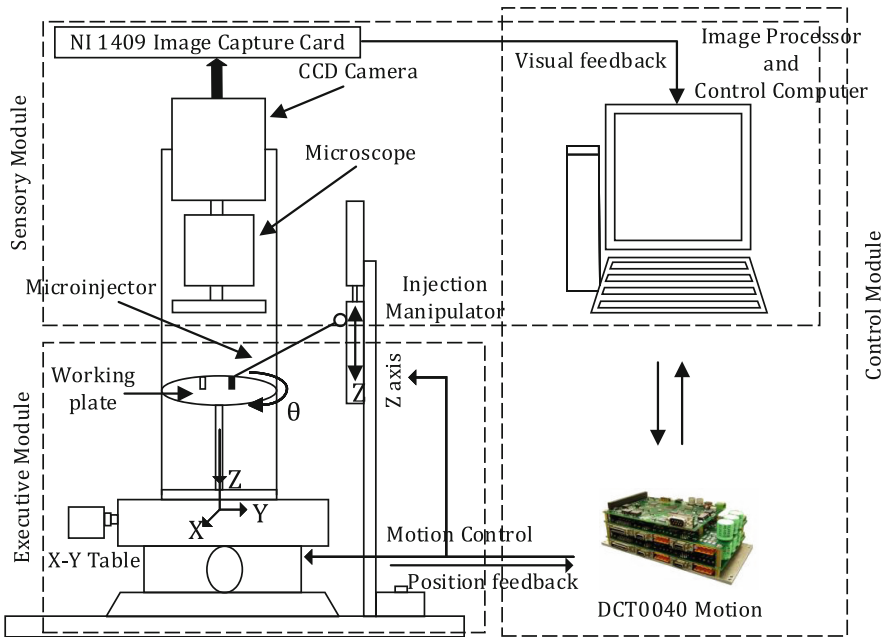 NI 1409 Image Capture Card
CCD Camera
Microscope
Sensory Module
Microinjector
Injection
Manipulator
Visual feedback
Image Processor
and
Control Computer
Control Module
Working
plate
θ
Z
Z axis
Executive Module
Z
X
Y
X-Y Table
Motion Control
Position feedback
DCT0040 Motion